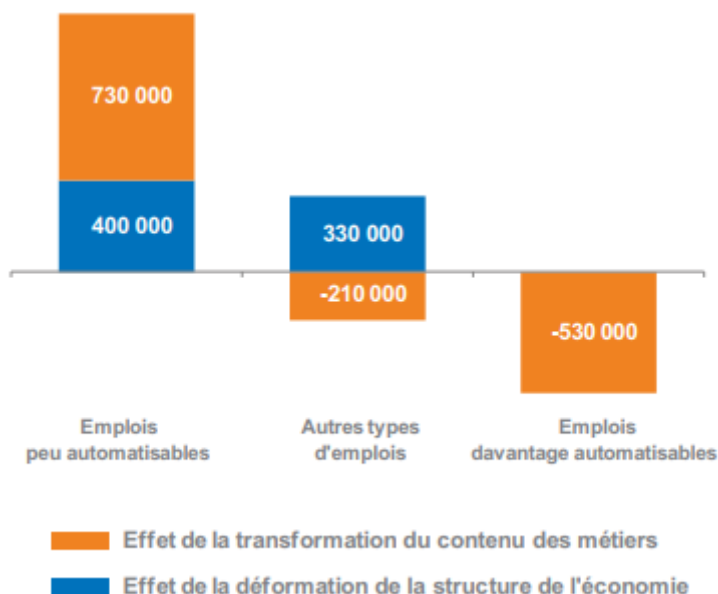 730 000
400 000
330 000
-210 000
-530 000
Emplois
peu automatisables
Autres types
d'emplois
Emplois
davantage automatisables
Effet de la transformation du contenu des métiers
Effet de la déformation de la structure de l'économie